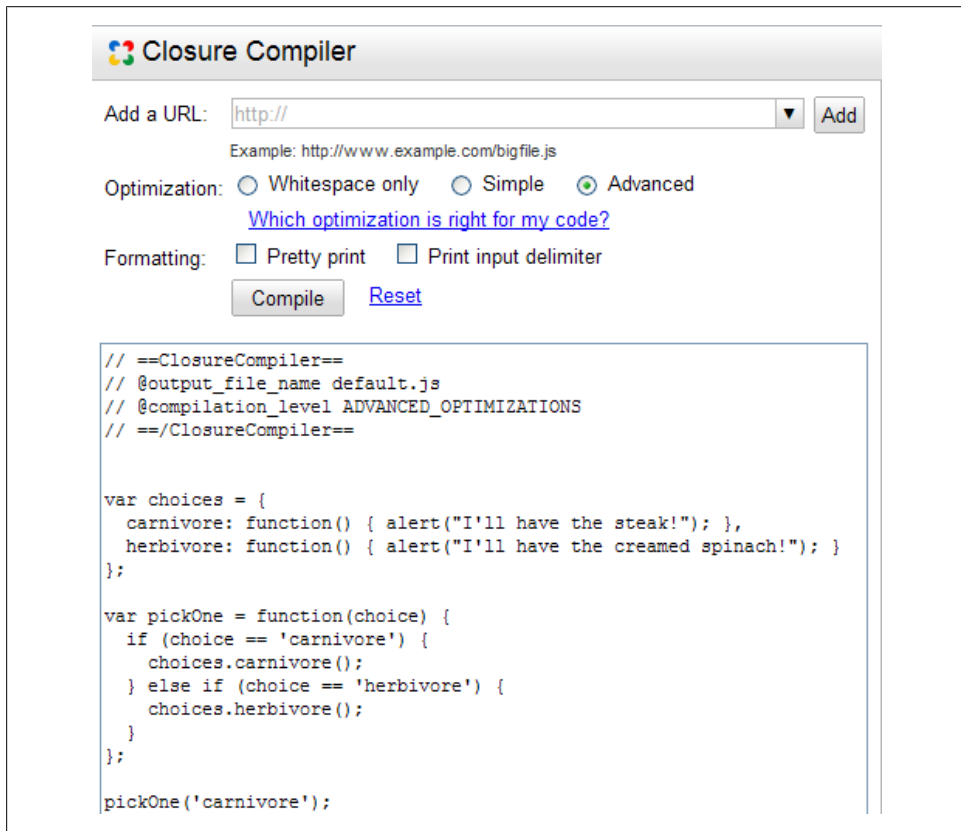 Closure Compiler
Add a URL: http:// ▼ Add
Example: http://www.example.com/bigfile.js
Optimization: Whitespace only Simple Advanced
Which optimization is right for my code?
Formatting: Pretty print Print input delimiter
Compile Reset
// ==ClosureCompiler==
// @output_file_name default.js
// @compilation_level ADVANCED_OPTIMIZATIONS
// ==/ClosureCompiler==
var choices = {
  carnivore: function() { alert("I'll have the steak!"); },
  herbivore: function() { alert("I'll have the creamed spinach!"); }
};
var pickOne = function(choice) {
  if (choice == 'carnivore') {
    choices.carnivore();
  } else if (choice == 'herbivore') {
    choices.herbivore();
  }
};
pickOne('carnivore');